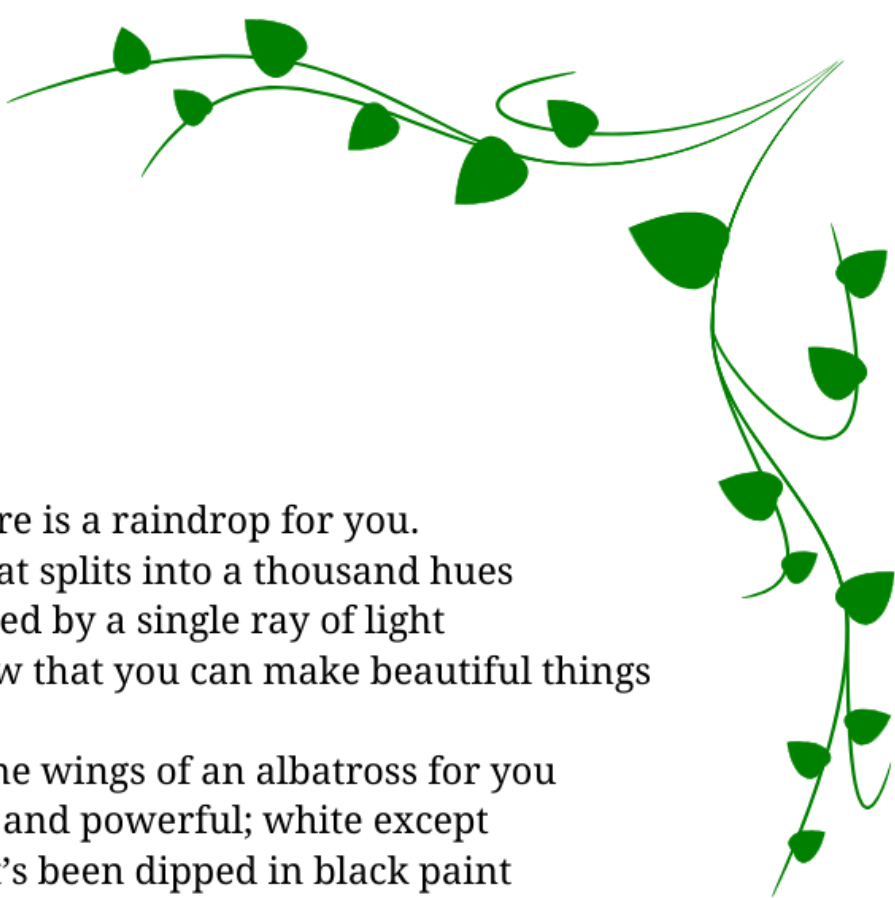 re is a raindrop for you.
at splits into a thousand hues
ed by a single ray of light
w that you can make beautiful things
he wings of an albatross for you
and powerful; white except
’s been dipped in black paint